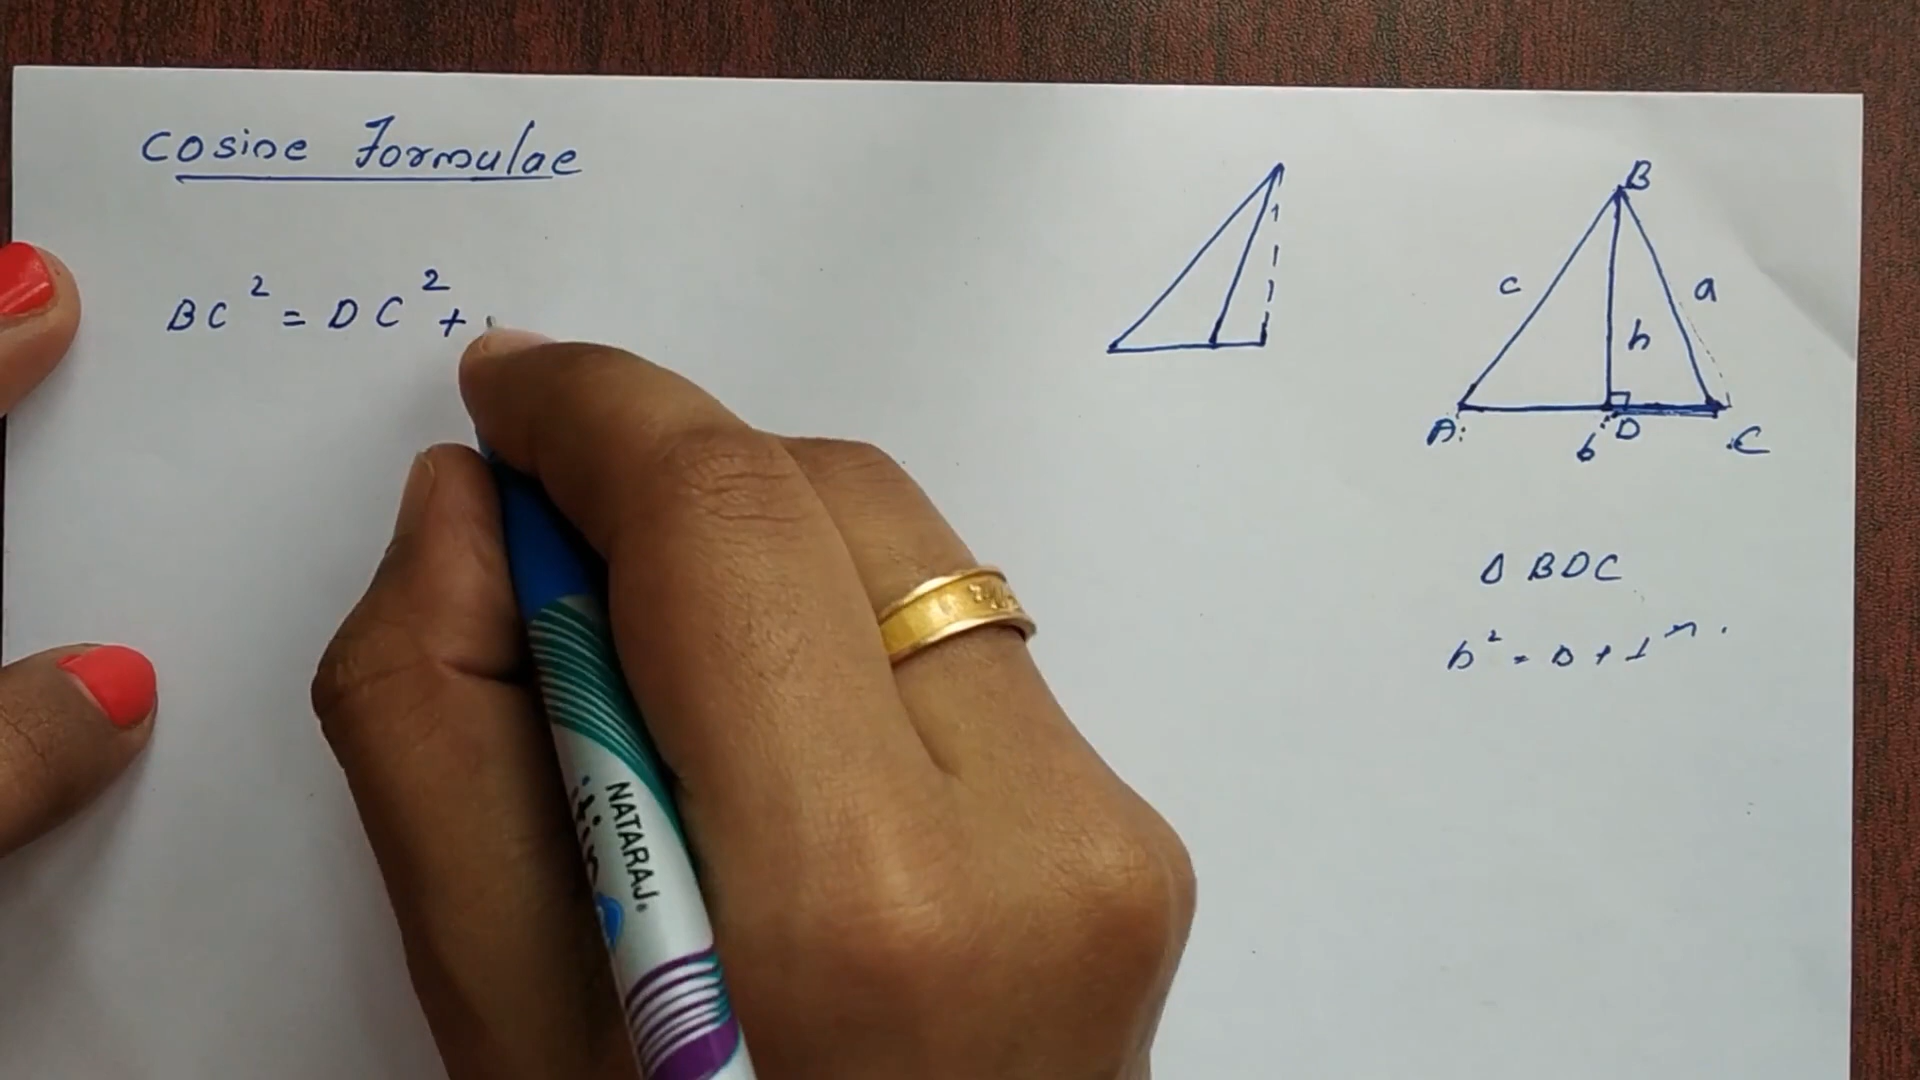 Cosine Formulae
BC² = DC² +
B
c
a
h
A
b
D
C
Δ BDC
h² =
NATARAJ